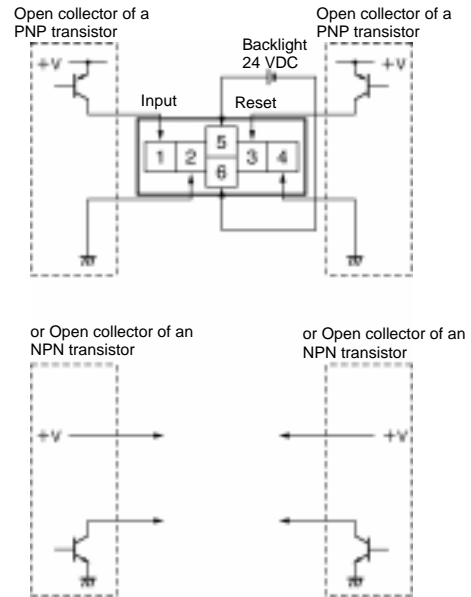 Open collector of a
PNP transistor
Open collector of a
PNP transistor
Backlight
24 VDC
+V
+V
Input
Reset
5
1 2 3 4
6
or Open collector of an
NPN transistor
or Open collector of an
NPN transistor
+V
+V